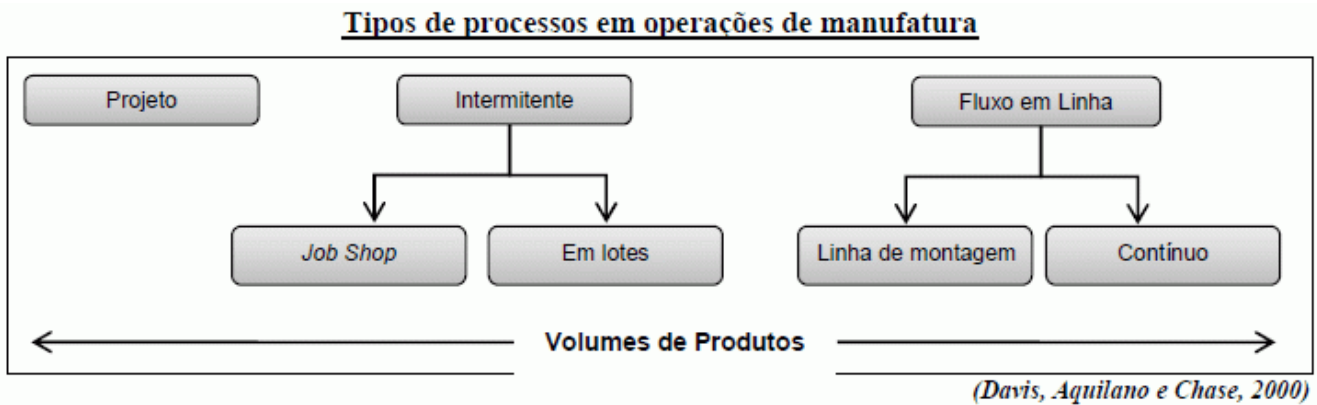 Tipos de processos em operações de manufatura
Projeto
Intermitente
Fluxo em Linha
Job Shop
Em lotes
Linha de montagem
Contínuo
Volumes de Produtos
(Davis, Aquilano e Chase, 2000)